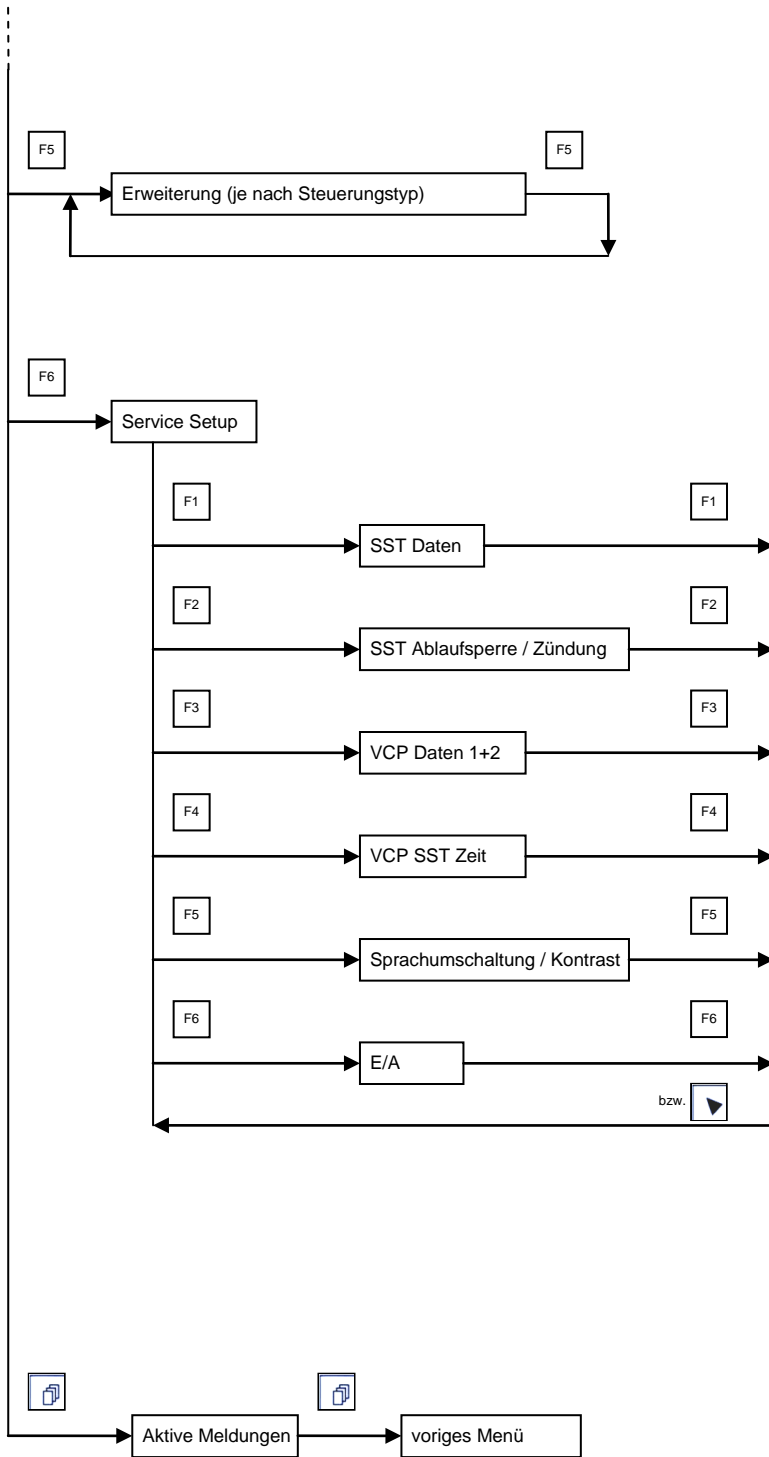 F5
F5
Erweiterung (je nach Steuerungstyp)
F6
Service Setup
F1
F1
SST Daten
F2
F2
SST Ablaufsperre / Zündung
F3
F3
VCP Daten 1+2
F4
F4
VCP SST Zeit
F5
F5
Sprachumschaltung / Kontrast
F6
F6
E/A
bzw.
Aktive Meldungen
voriges Menü